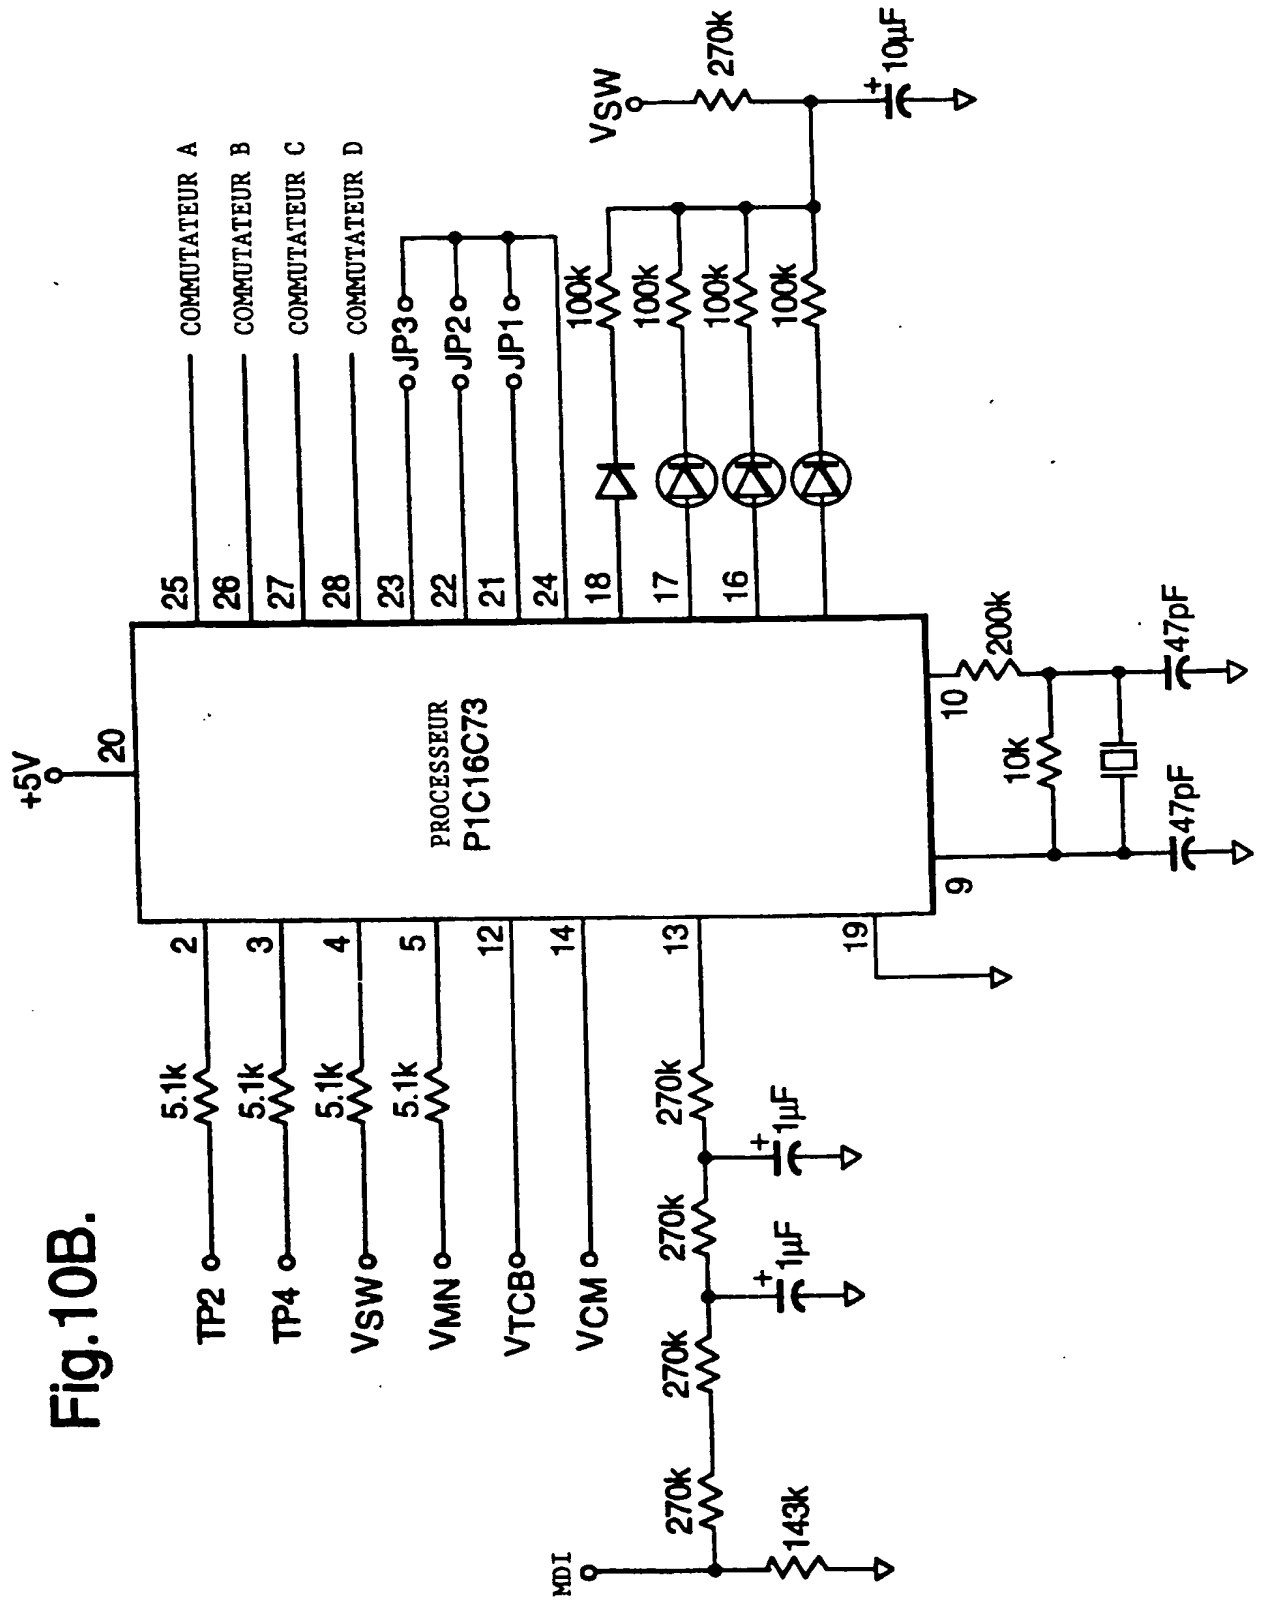 Fig.10B.
+5V
20
PROCESSEUR
P1C16C73
TP2
5.1k
2
TP4
5.1k
3
VSW
5.1k
4
VMN
5.1k
5
VTCB
12
VCM
14
MDI
270k
270k
270k
270k
13
143k
+
1µF
+
1µF
19
25
COMMUTATEUR A
26
COMMUTATEUR B
27
COMMUTATEUR C
28
COMMUTATEUR D
23
JP3
22
JP2
21
JP1
24
18
100k
17
100k
16
100k
100k
VSW
270k
+
10µF
9
10
200k
10k
47pF
47pF